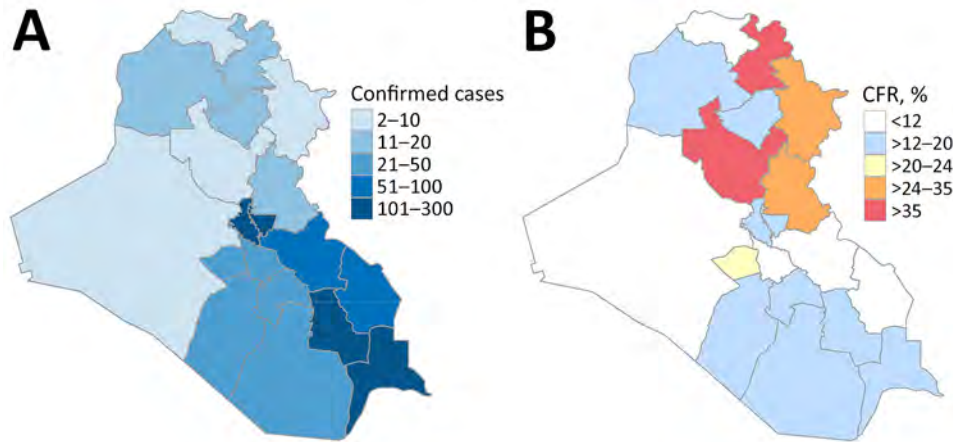 A
Confirmed cases
2–10
11–20
21–50
51–100
101–300
B
CFR, %
<12
>12–20
>20–24
>24–35
>35